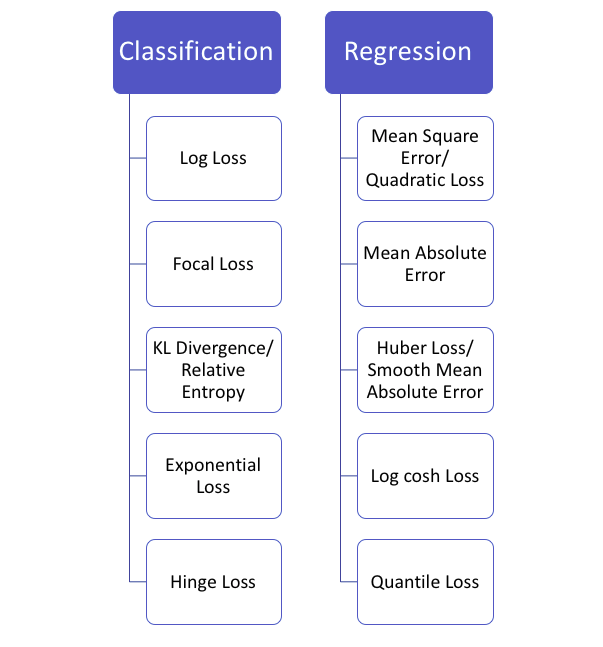 Classification
Log Loss
Focal Loss
KL Divergence/
Relative
Entropy
Exponential
Loss
Hinge Loss
Regression
Mean Square
Error/
Quadratic Loss
Mean Absolute
Error
Huber Loss/
Smooth Mean
Absolute Error
Log cosh Loss
Quantile Loss